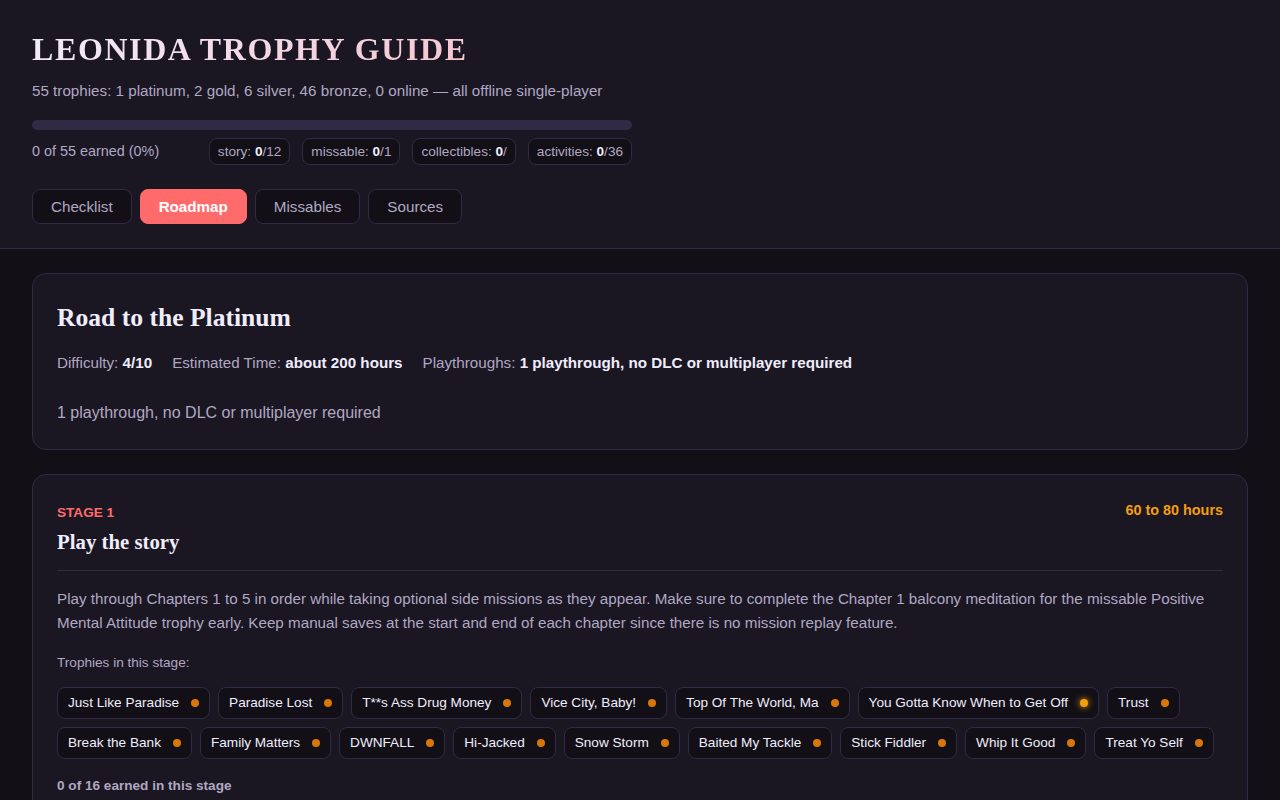 LEONIDA TROPHY GUIDE
55 trophies: 1 platinum, 2 gold, 6 silver, 46 bronze, 0 online — all offline single-player
0 of 55 earned (0%)
story: 0/12
missable: 0/1
collectibles: 0/
activities: 0/36
Checklist
Roadmap
Missables
Sources
Road to the Platinum
Difficulty: 4/10 Estimated Time: about 200 hours Playthroughs: 1 playthrough, no DLC or multiplayer required
1 playthrough, no DLC or multiplayer required
STAGE 1
60 to 80 hours
Play the story
Play through Chapters 1 to 5 in order while taking optional side missions as they appear. Make sure to complete the Chapter 1 balcony meditation for the missable Positive
Mental Attitude trophy early. Keep manual saves at the start and end of each chapter since there is no mission replay feature.
Trophies in this stage:
Just Like Paradise
Paradise Lost
T**s Ass Drug Money
Vice City, Baby!
Top Of The World, Ma
You Gotta Know When to Get Off
Trust
Break the Bank
Family Matters
DWNFALL
Hi-Jacked
Snow Storm
Baited My Tackle
Stick Fiddler
Whip It Good
Treat Yo Self
0 of 16 earned in this stage